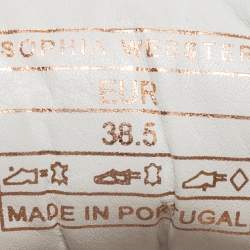 SOPHIA WEBSTER
EUR
38.5
MADE IN PORTUGAL